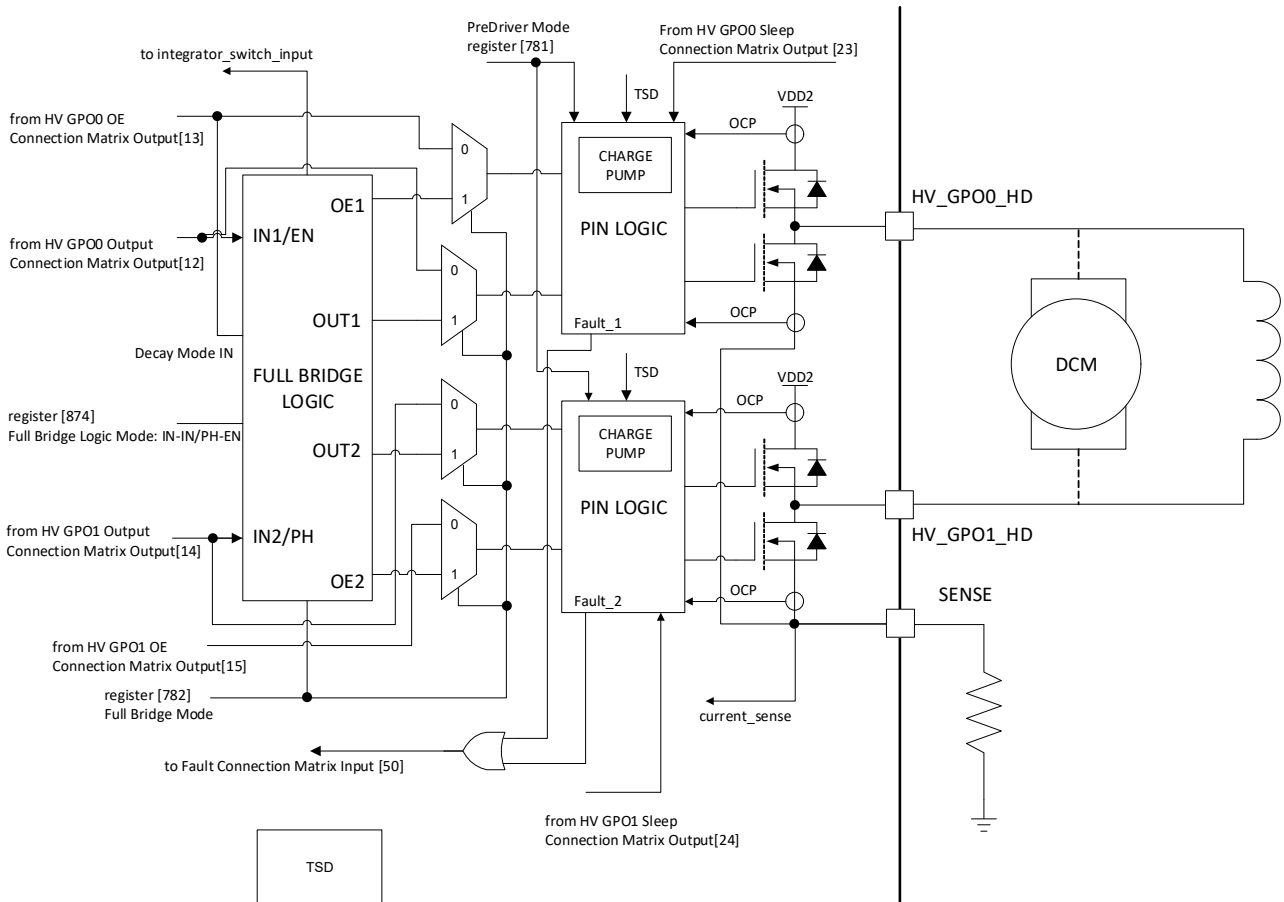 PreDriver Mode
register [781]
From HV GPO0 Sleep
Connection Matrix Output [23]
to integrator_switch_input
TSD
VDD2
from HV GPO0 OE
Connection Matrix Output[13]
OCP
0
1
CHARGE
PUMP
PIN LOGIC
OE1
HV_GPO0_HD
from HV GPO0 Output
Connection Matrix Output[12]
IN1/EN
0
1
OUT1
OCP
Fault_1
Decay Mode IN
FULL BRIDGE
LOGIC
TSD
VDD2
DCM
register [874]
Full Bridge Logic Mode: IN-IN/PH-EN
0
1
OCP
CHARGE
PUMP
OUT2
PIN LOGIC
from HV GPO1 Output
Connection Matrix Output[14]
IN2/PH
0
1
HV_GPO1_HD
OE2
OCP
Fault_2
SENSE
from HV GPO1 OE
Connection Matrix Output[15]
register [782]
Full Bridge Mode
current_sense
to Fault Connection Matrix Input [50]
from HV GPO1 Sleep
Connection Matrix Output[24]
TSD